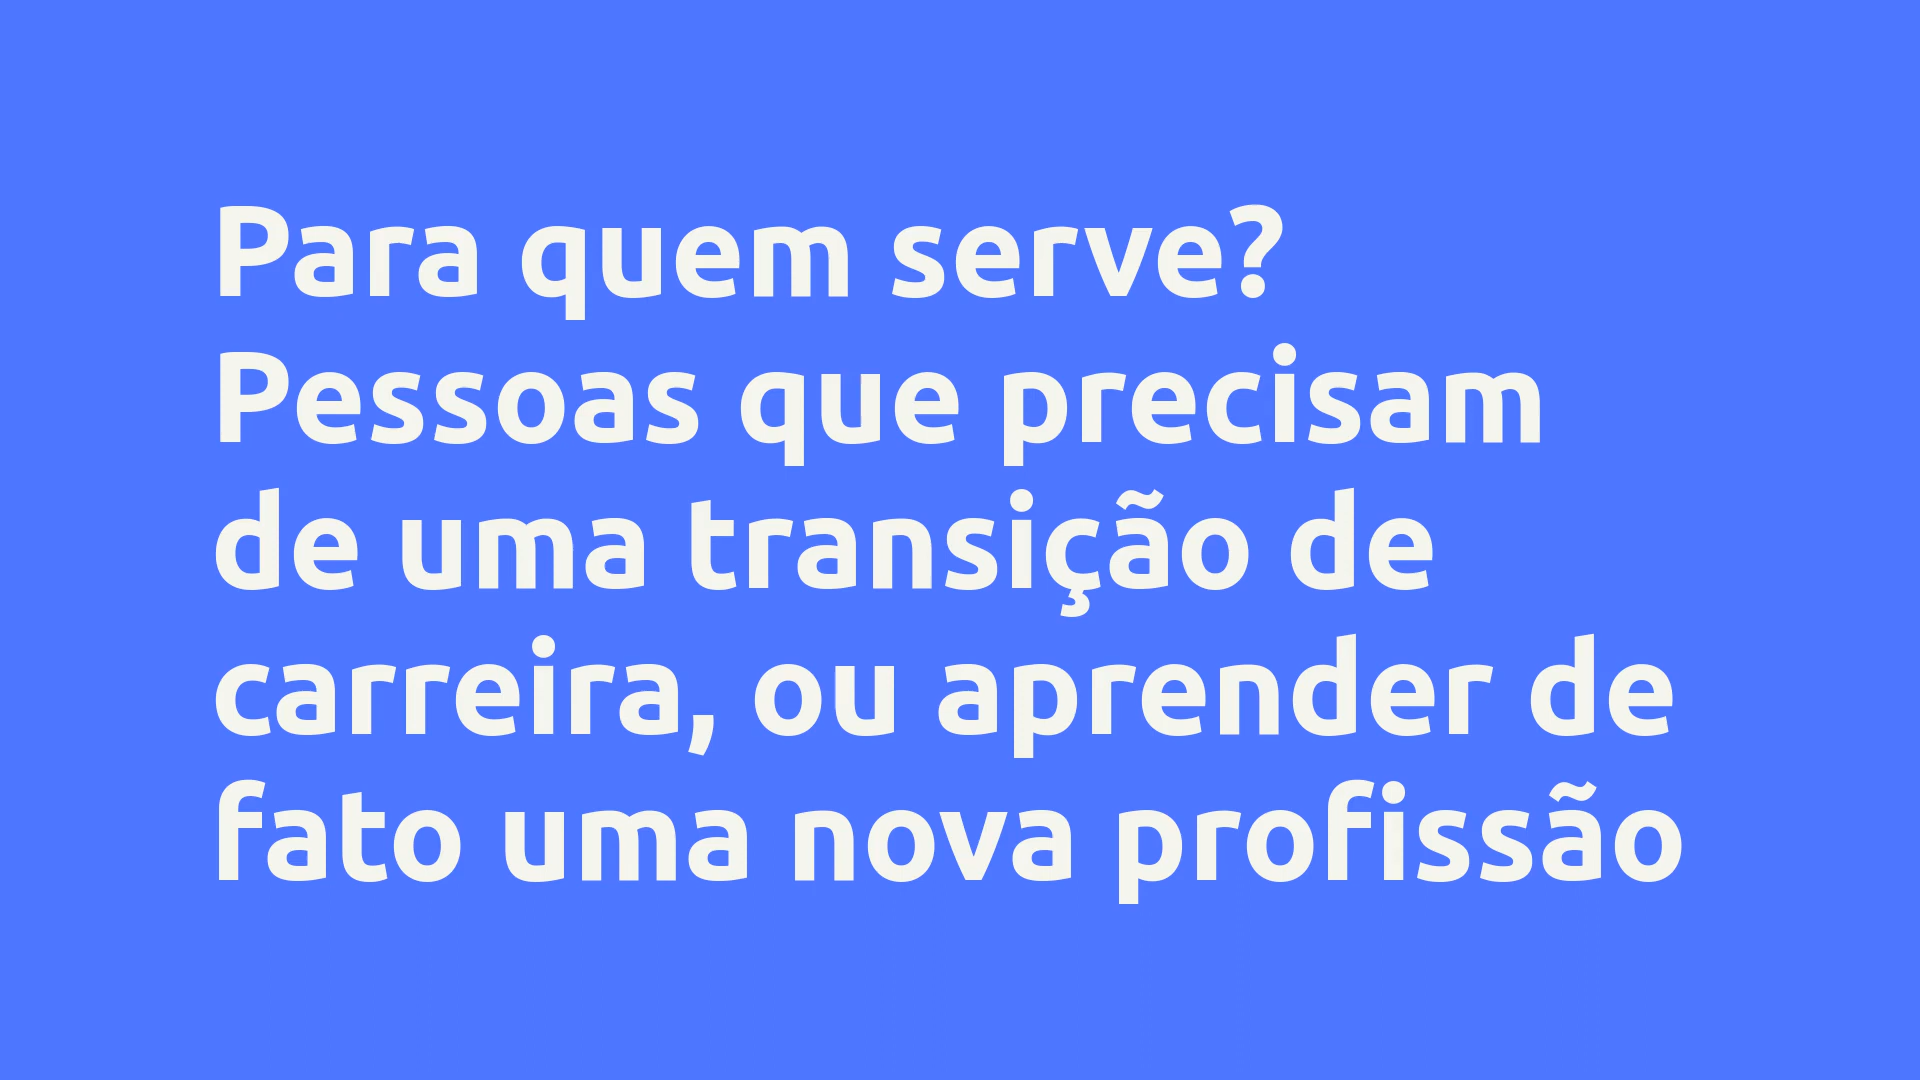 Para quem serve?
Pessoas que precisam
de uma transição de
carreira, ou aprender de
fato uma nova profissão